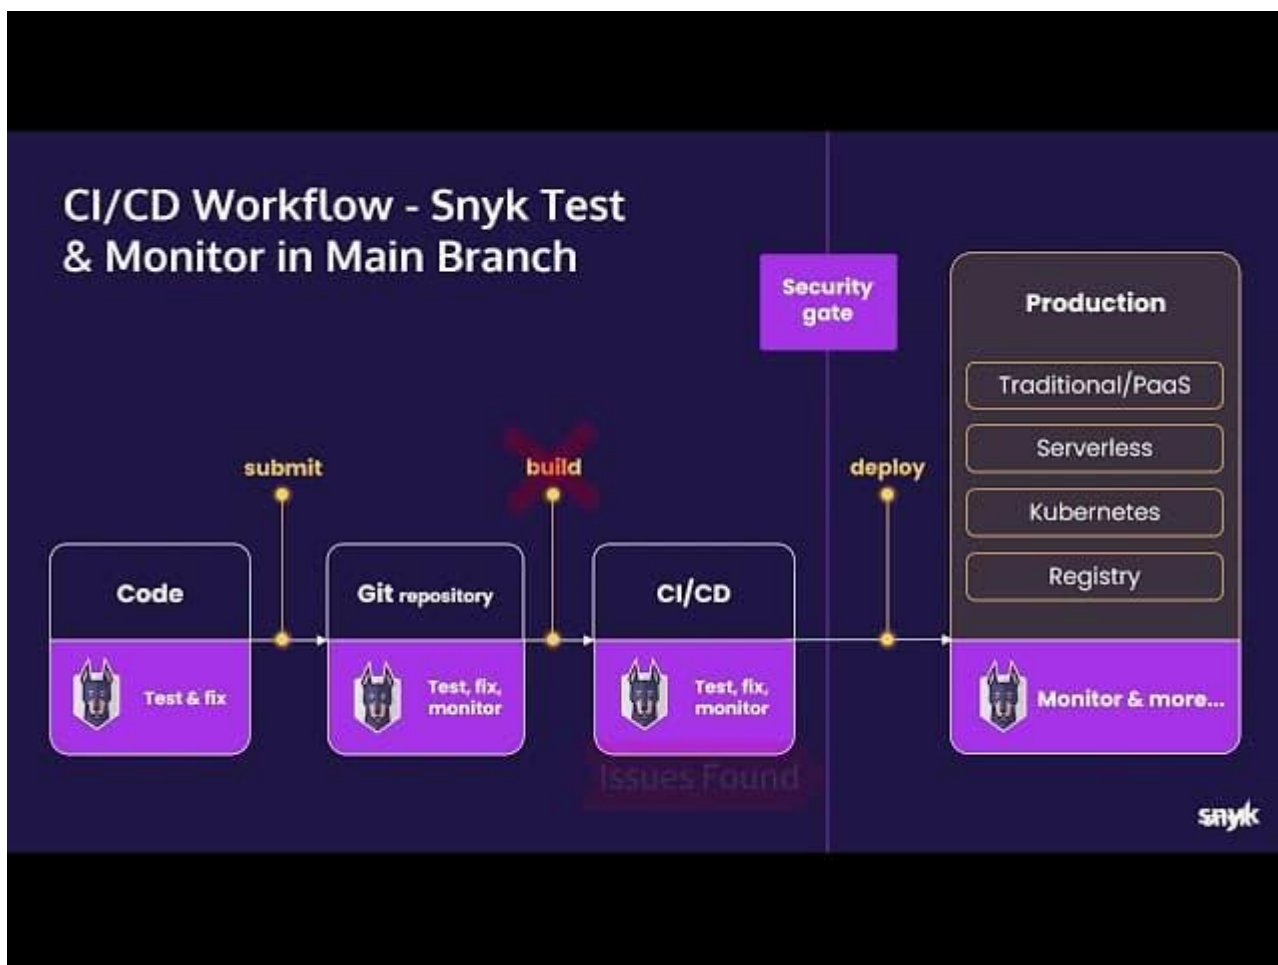 CI/CD Workflow - Snyk Test
& Monitor in Main Branch
Security
gate
Production
Traditional/PaaS
Serverless
Kubernetes
Registry
submit
build
deploy
Code
Git repository
CI/CD
Test & fix
Test, fix,
monitor
Test, fix,
monitor
Monitor & more...
Issues Found
snyk